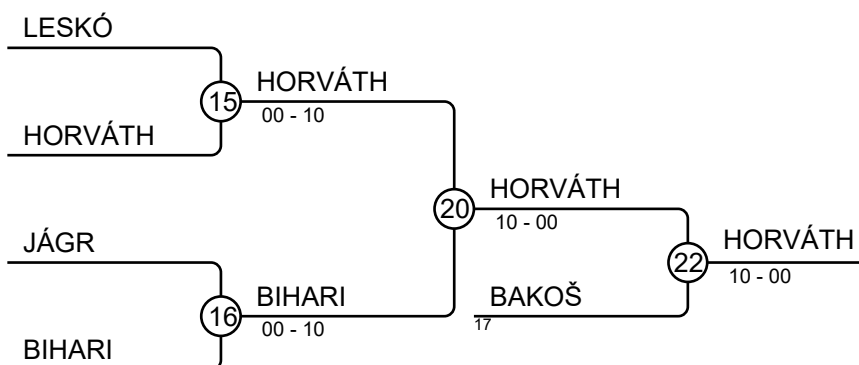 LESKÓ
HORVÁTH
15
00 - 10
HORVÁTH
HORVÁTH
20
10 - 00
HORVÁTH
JÁGR
22
10 - 00
BIHARI
BAKOŠ
16
00 - 10
17
BIHARI